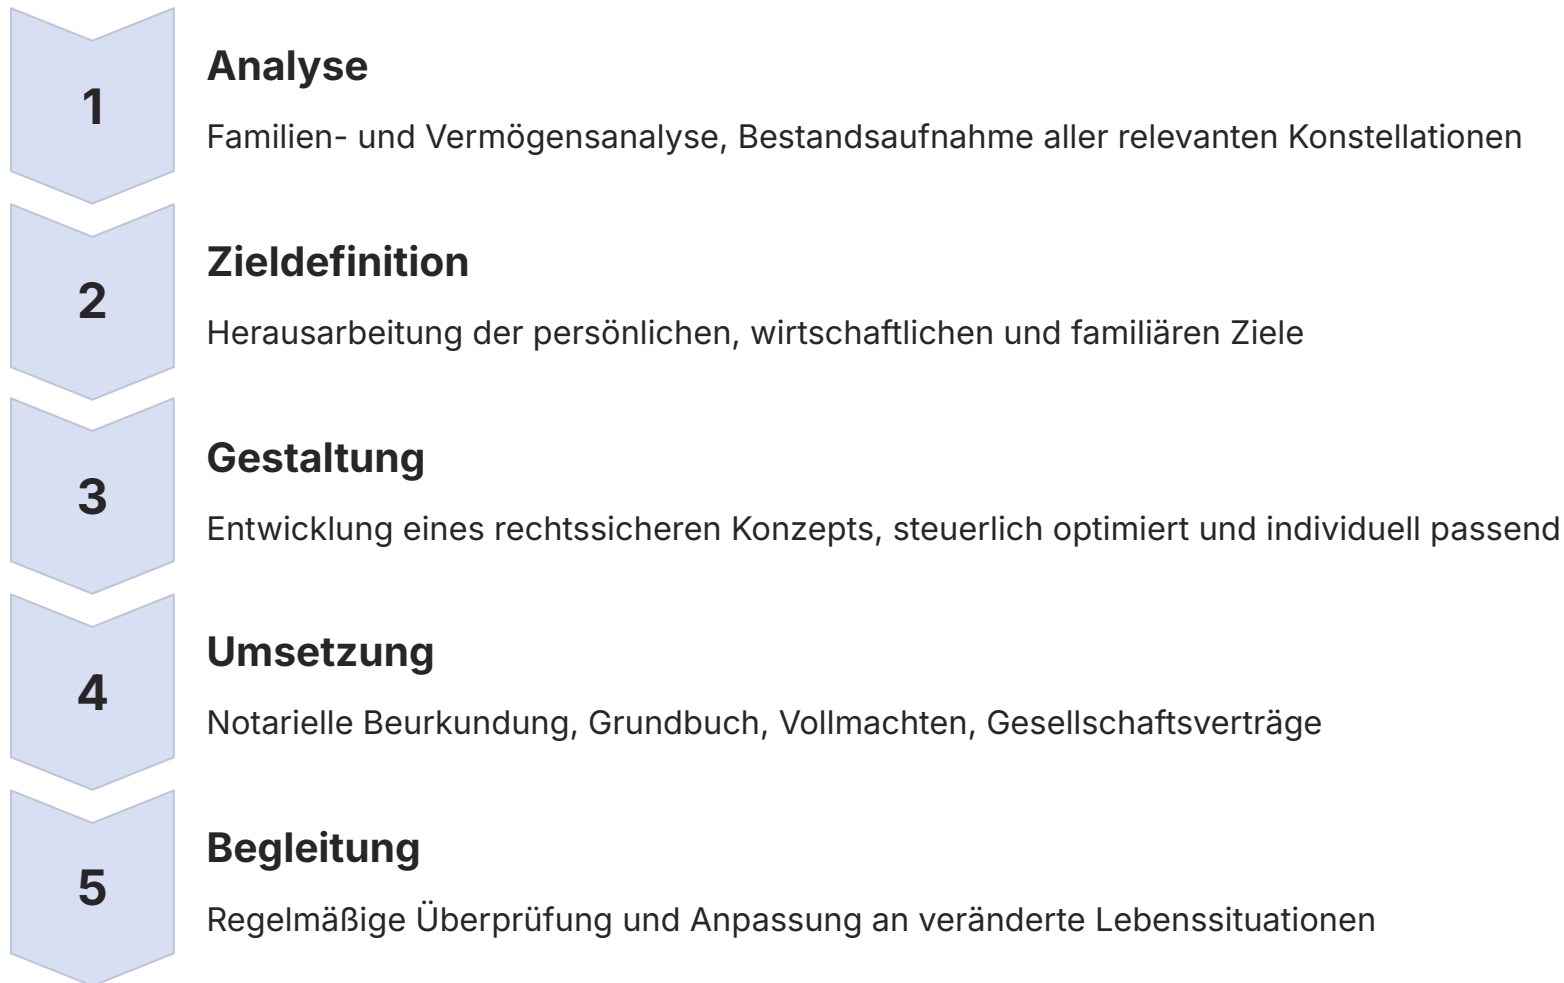 1
Analyse
Familien- und Vermögensanalyse, Bestandsaufnahme aller relevanten Konstellationen
2
Zieldefinition
Herausarbeitung der persönlichen, wirtschaftlichen und familiären Ziele
3
Gestaltung
Entwicklung eines rechtssicheren Konzepts, steuerlich optimiert und individuell passend
4
Umsetzung
Notarielle Beurkundung, Grundbuch, Vollmachten, Gesellschaftsverträge
5
Begleitung
Regelmäßige Überprüfung und Anpassung an veränderte Lebenssituationen